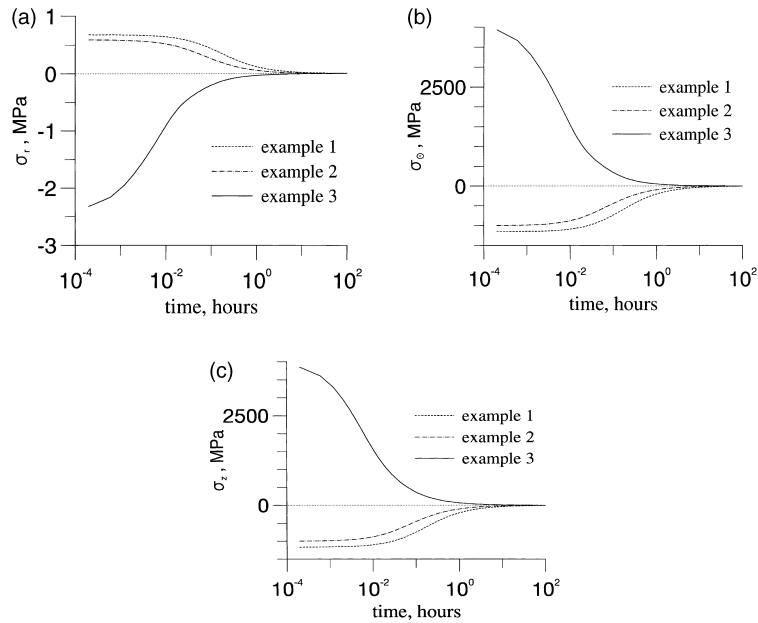 (a)
1
0
-1
-2
-3
σr , MPa
example 1
example 2
example 3
10-4 10-2 100 102
time, hours
(b)
2500
0
σΘ , MPa
example 1
example 2
example 3
10-4 10-2 100 102
time, hours
(c)
2500
0
σz , MPa
example 1
example 2
example 3
10-4 10-2 100 102
time, hours